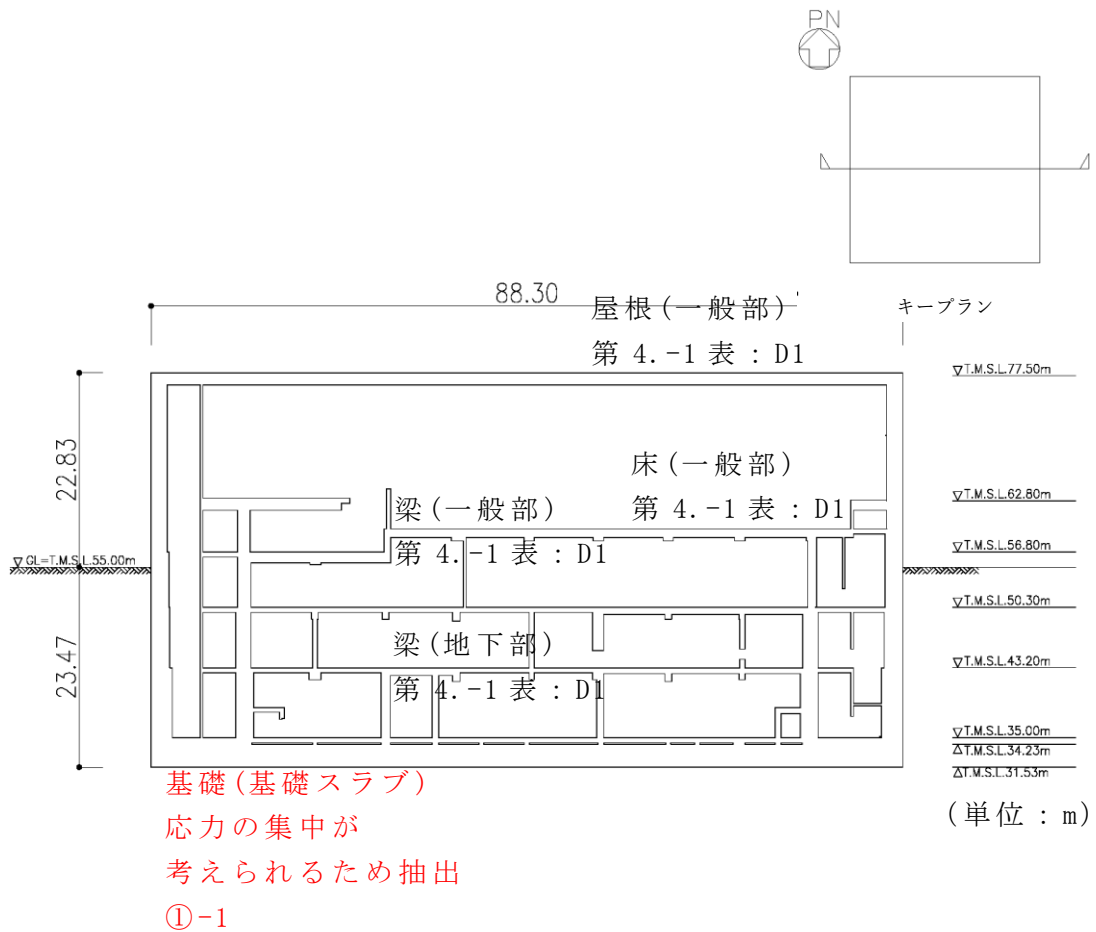 PN
キープラン
88.30
屋根(一般部)
第 4.-1 表 : D1
▽T.M.S.L.77.50m
22.83
床(一般部)
第 4.-1 表 : D1
▽T.M.S.L.62.80m
梁(一般部)
第 4.-1 表 : D1
▽T.M.S.L.56.80m
▽GL=T.M.S.L.55.00m
▽T.M.S.L.50.30m
23.47
梁(地下部)
第 4.-1 表 : D1
▽T.M.S.L.43.20m
▽T.M.S.L.35.00m
△T.M.S.L.34.23m
△T.M.S.L.31.53m
(単位 : m)
基礎(基礎スラブ)
応力の集中が
考えられるため抽出
①-1